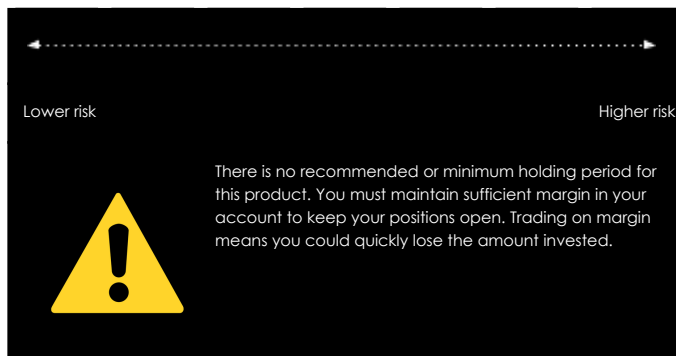 Lower risk
Higher risk
There is no recommended or minimum holding period for
this product. You must maintain sufficient margin in your
account to keep your positions open. Trading on margin
means you could quickly lose the amount invested.